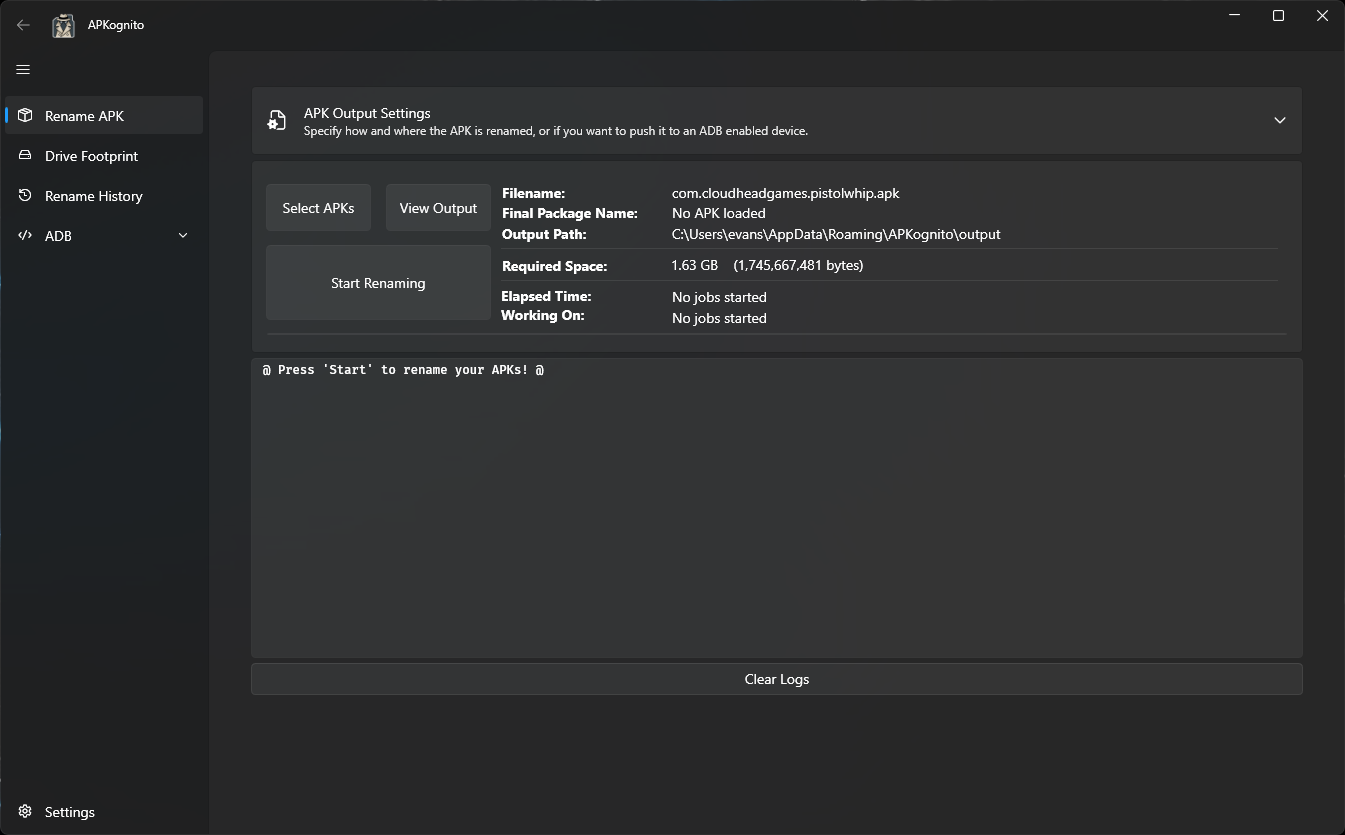 APKognito
Rename APK
Drive Footprint
Rename History
ADB
Settings
APK Output Settings
Specify how and where the APK is renamed, or if you want to push it to an ADB enabled device.
Select APKs
View Output
Start Renaming
Filename: com.cloudheadgames.pistolwhip.apk
Final Package Name: No APK loaded
Output Path: C:\Users\evans\AppData\Roaming\APKognito\output
Required Space: 1.63 GB (1,745,667,481 bytes)
Elapsed Time: No jobs started
Working On: No jobs started
@ Press 'Start' to rename your APKs! @
Clear Logs